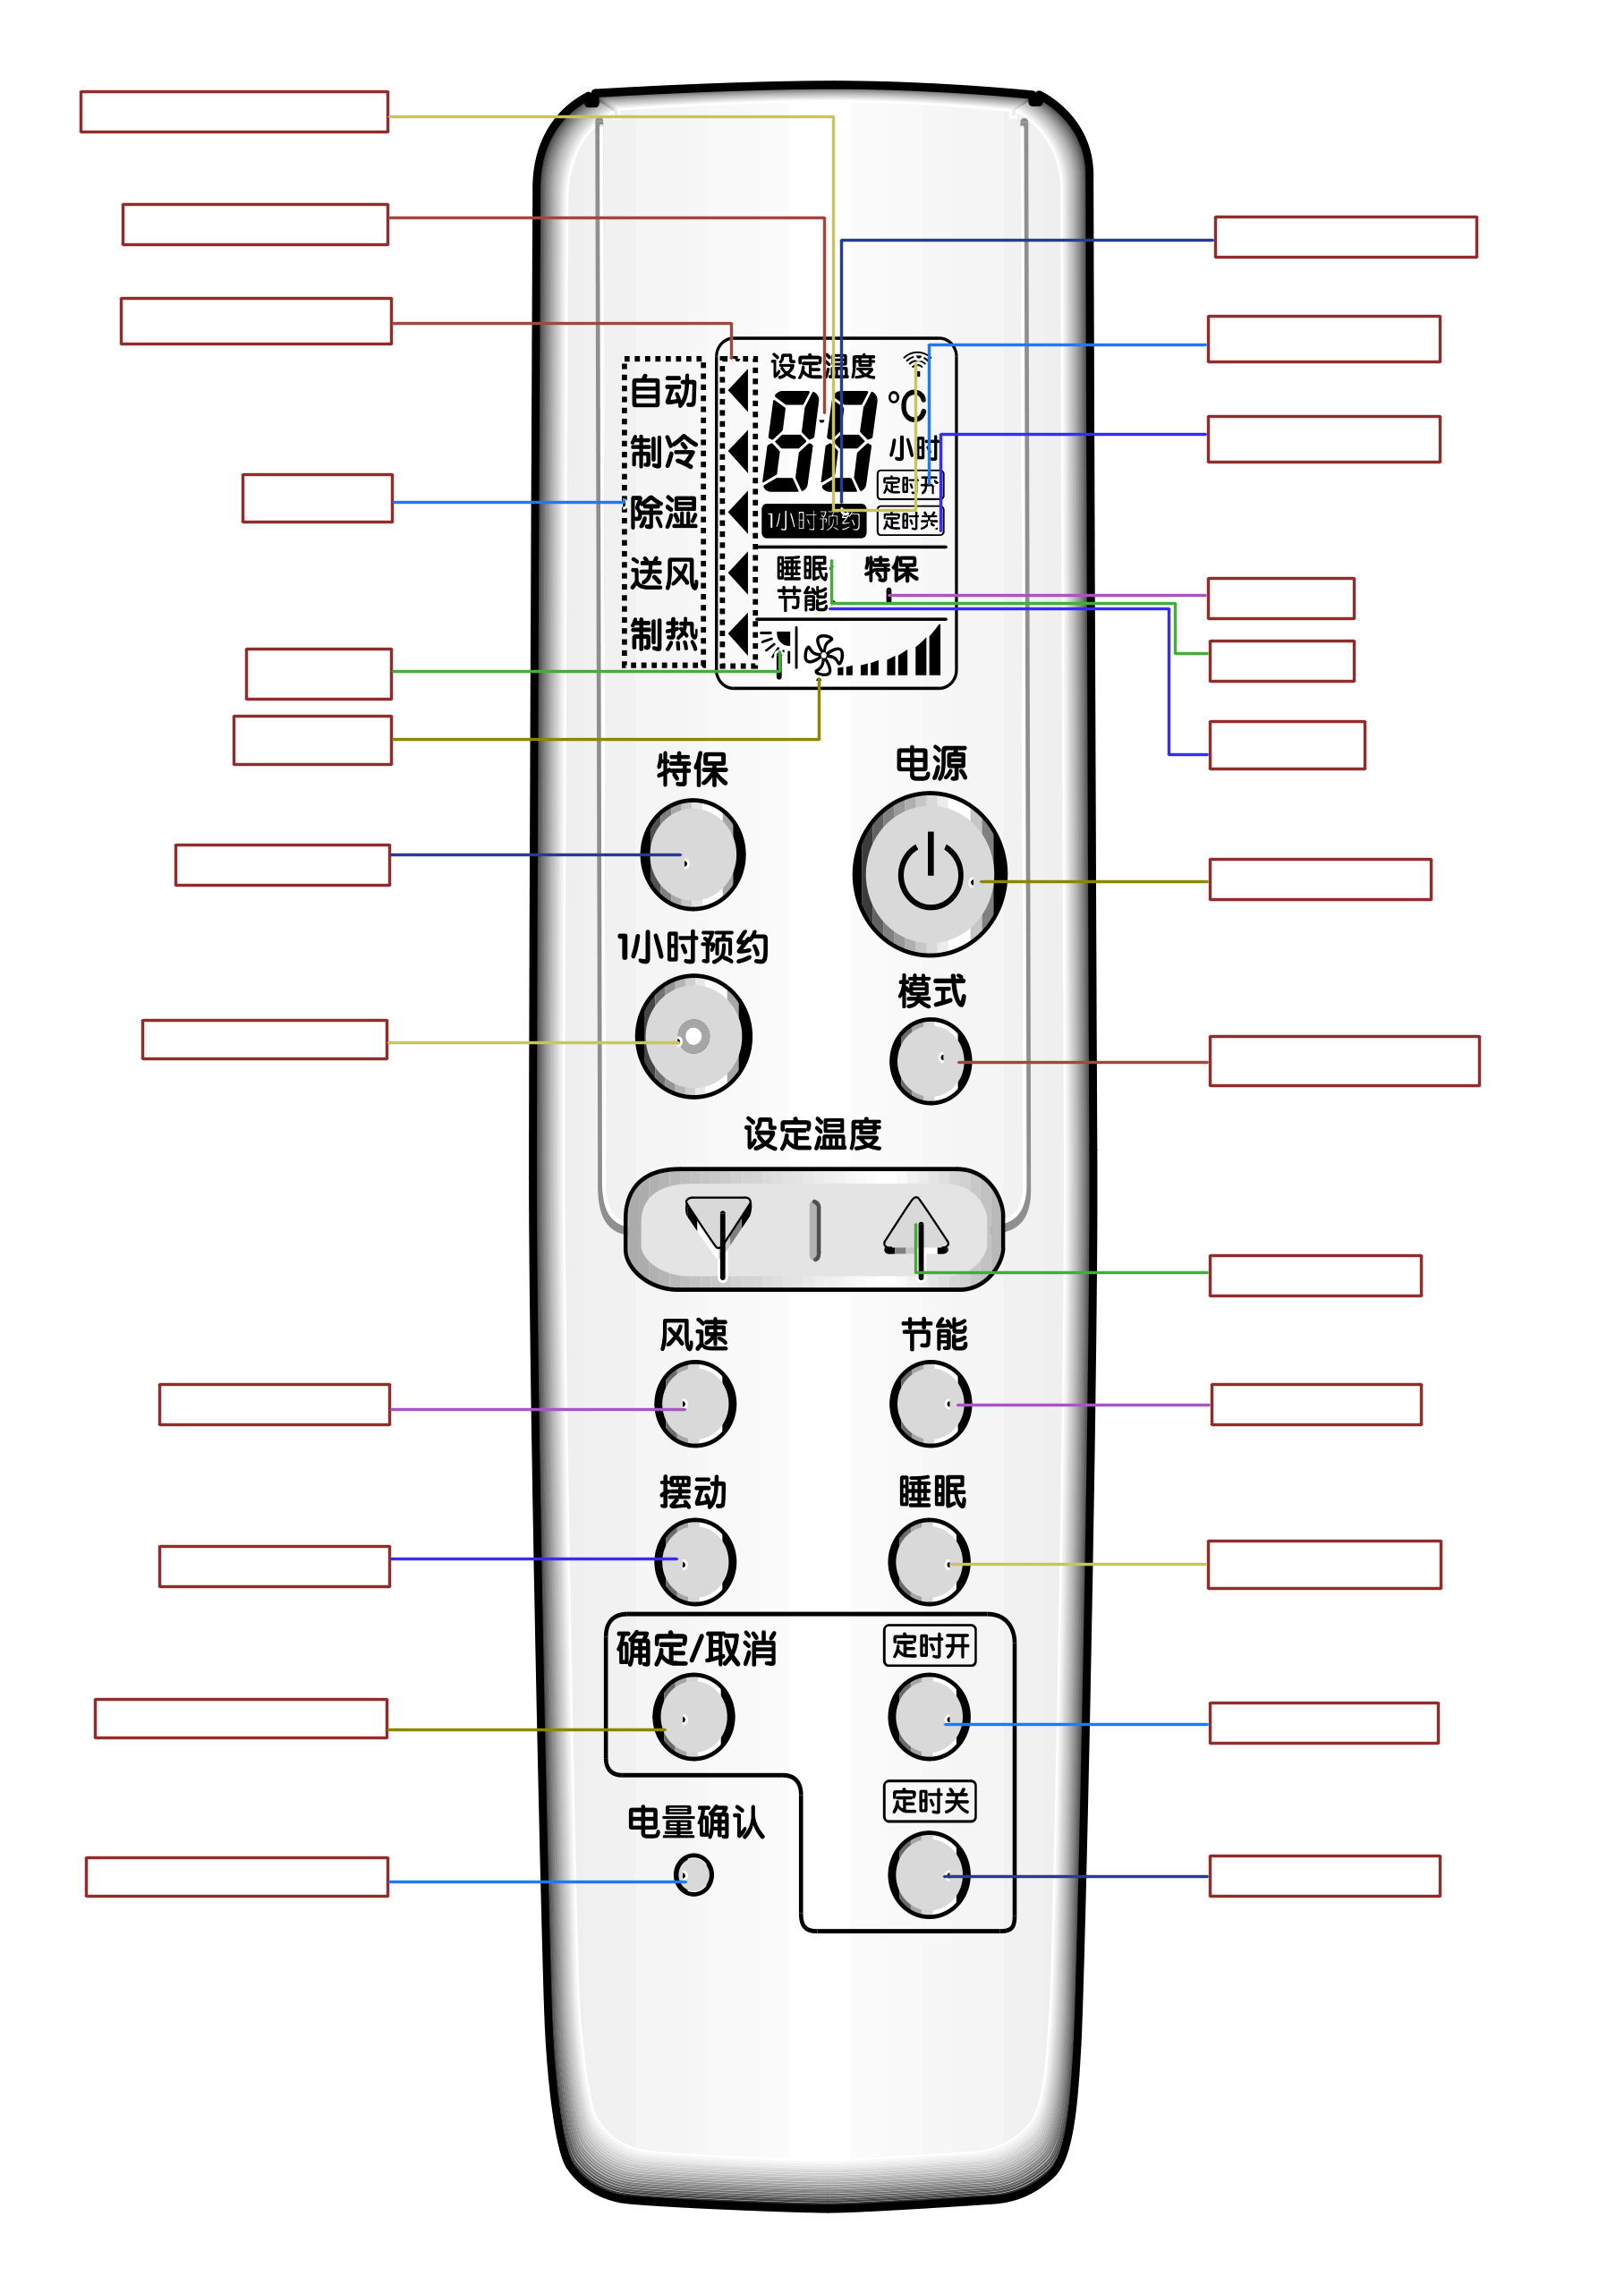 设定温度
88
°C
小时
定时开
1小时预约
定时关
自动
制冷
除湿
送风
制热
睡眠
特保
节能
特保
电源
1小时预约
模式
设定温度
风速
节能
摆动
睡眠
确定/取消
定时开
定时关
电量确认